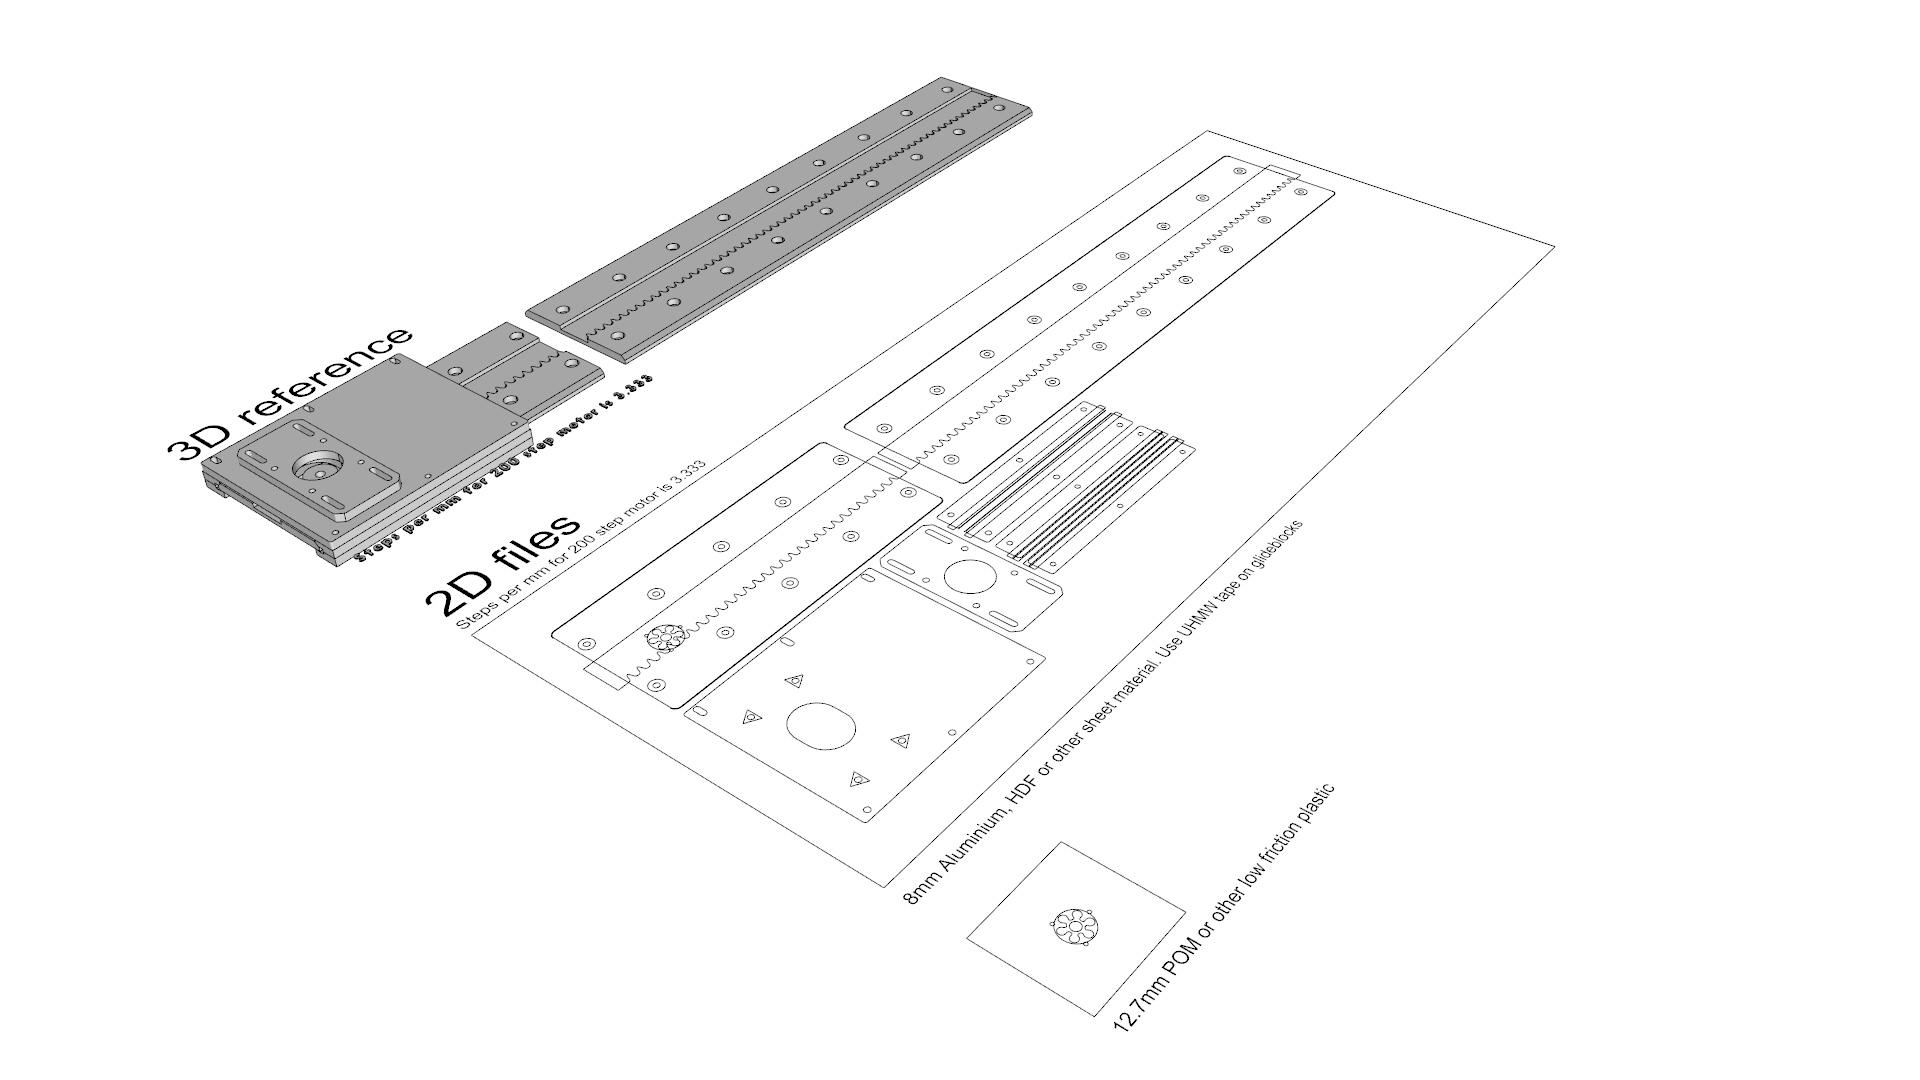 3D reference
Steps per mm for 200 step motor is 3.333
2D files
Steps per mm for 200 step motor is 3.333
8mm Aluminium, HDF or other sheet material. Use UHMW tape on glideblocks
12.7mm POM or other low friction plastic